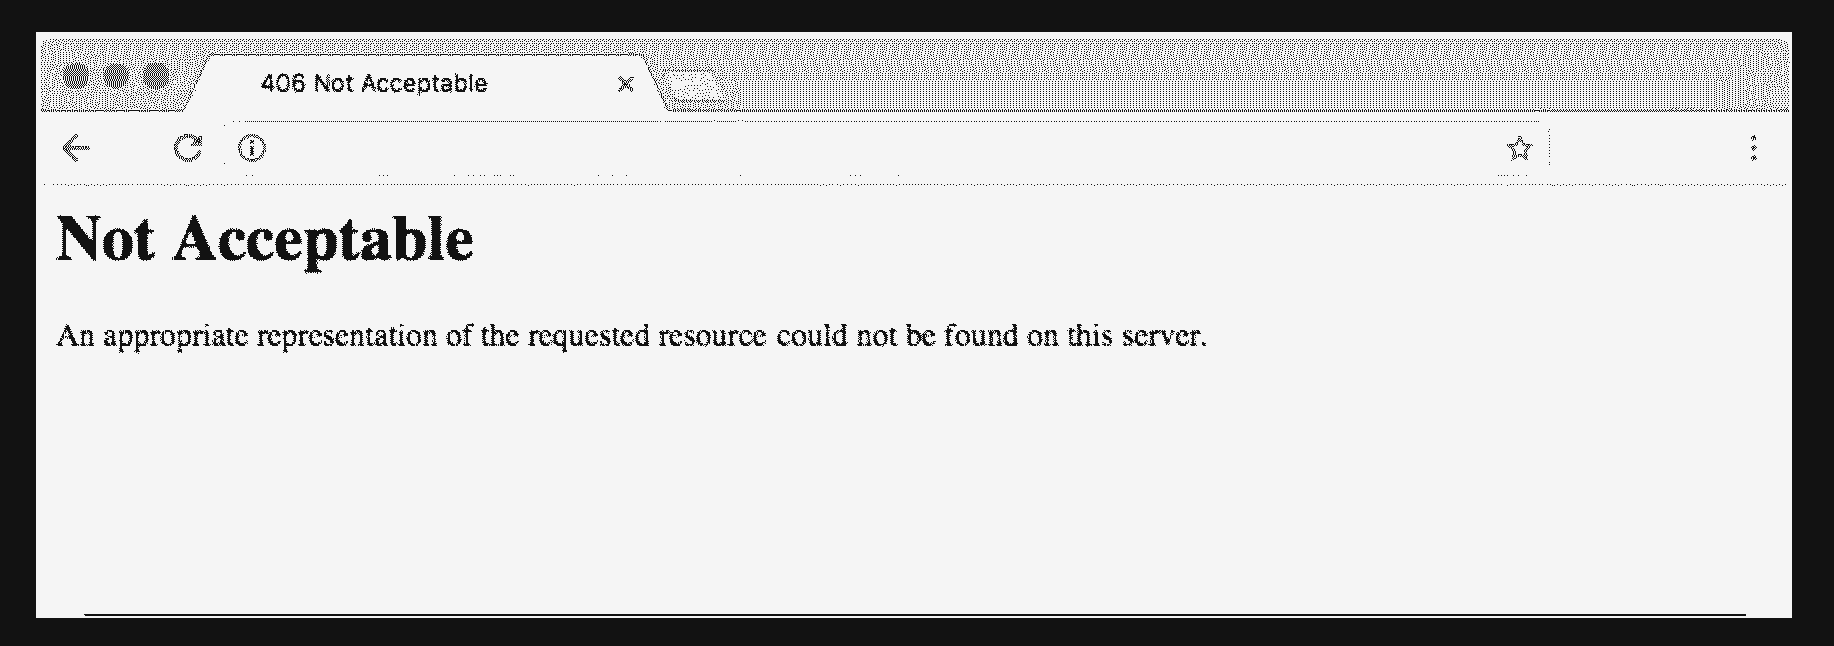 406 Not Acceptable
Not Acceptable
An appropriate representation of the requested resource could not be found on this server.